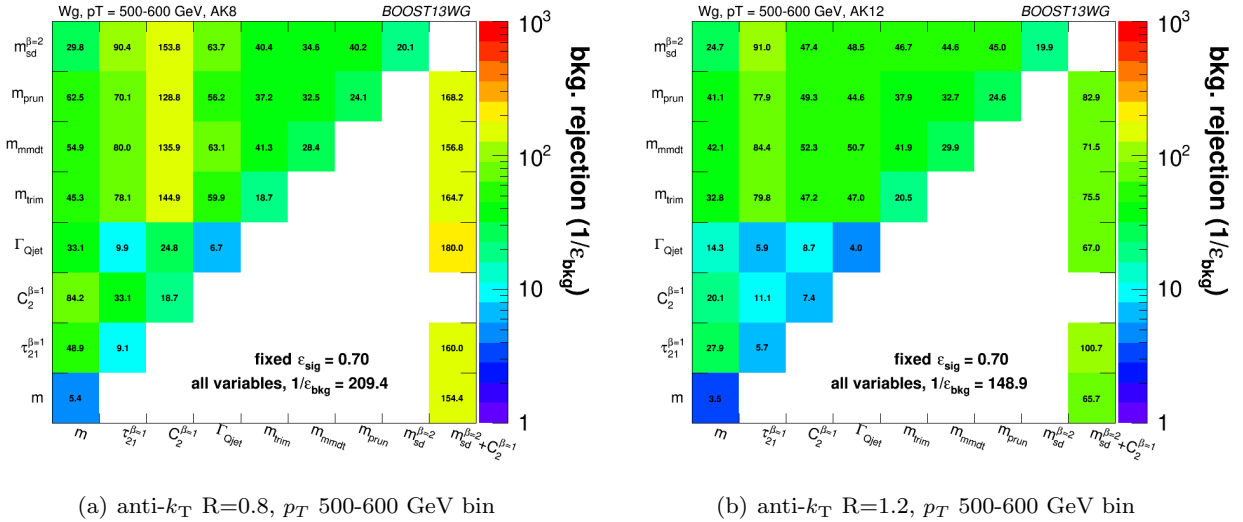 Wg, pT = 500-600 GeV, AK8 BOOST13WG
m_sd^β=2 29.8 90.4 153.8 63.7 40.4 34.6 40.2 20.1
m_prun 62.5 70.1 128.8 56.2 37.2 32.5 24.1 168.2
m_mmdt 54.9 80.0 135.9 63.1 41.3 28.4 156.8
m_trim 45.3 78.1 144.9 59.9 18.7 164.7
Γ_Qjet 33.1 9.9 24.8 6.7 180.0
C_2^β=1 84.2 33.1 18.7
τ_21^β=1 48.9 9.1 160.0
m 5.4 154.4
fixed ε_sig = 0.70
all variables, 1/ε_bkg = 209.4
m τ_21^β=1 C_2^β=1 Γ_Qjet m_trim m_mmdt m_prun m_sd^β=2 m_sd^β=2+C_2^β=1
10^3
10^2
10
1
bkg. rejection (1/ε_bkg)
(a) anti-k_T R=0.8, p_T 500-600 GeV bin
Wg, pT = 500-600 GeV, AK12 BOOST13WG
m_sd^β=2 24.7 91.0 47.4 48.5 46.7 44.6 45.0 19.9
m_prun 41.1 77.9 49.3 44.6 37.9 32.7 24.6 82.9
m_mmdt 42.1 84.4 52.3 50.7 41.9 29.9 71.5
m_trim 32.8 79.8 47.2 47.0 20.5 75.5
Γ_Qjet 14.3 5.9 8.7 4.0 67.0
C_2^β=1 20.1 11.1 7.4
τ_21^β=1 27.9 5.7 100.7
m 3.5 65.7
fixed ε_sig = 0.70
all variables, 1/ε_bkg = 148.9
m τ_21^β=1 C_2^β=1 Γ_Qjet m_trim m_mmdt m_prun m_sd^β=2 m_sd^β=2+C_2^β=1
10^3
10^2
10
1
bkg. rejection (1/ε_bkg)
(b) anti-k_T R=1.2, p_T 500-600 GeV bin